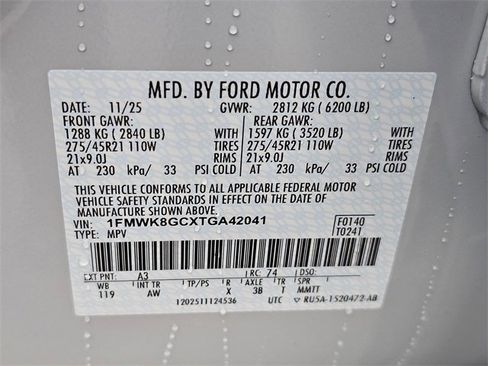 MFD. BY FORD MOTOR CO.
DATE: 11/25 GVWR: 2812 KG ( 6200 LB)
FRONT GAWR: REAR GAWR:
1288 KG ( 2840 LB) 1597 KG ( 3520 LB)
275/45R21 110W TIRES 275/45R21 110W TIRES
21x9.0J RIMS 21x9.0J RIMS
AT 230 kPa/ 33 PSI COLD AT 230 kPa/ 33 PSI COLD
THIS VEHICLE CONFORMS TO ALL APPLICABLE FEDERAL MOTOR
VEHICLE SAFETY AND THEFT PREVENTION STANDARDS IN
EFFECT ON THE DATE OF MANUFACTURE SHOWN ABOVE.
VIN: 1FMWK8GCXTGA42041 F0140
TYPE: MPV T0241
EXT PNT: A3 RC: 74 DSO:
WB INT TR TP/PS R AXLE TR SPR
119 AW X 3B T MMTT
1202511124536 UTC RU5A-1520472-AB